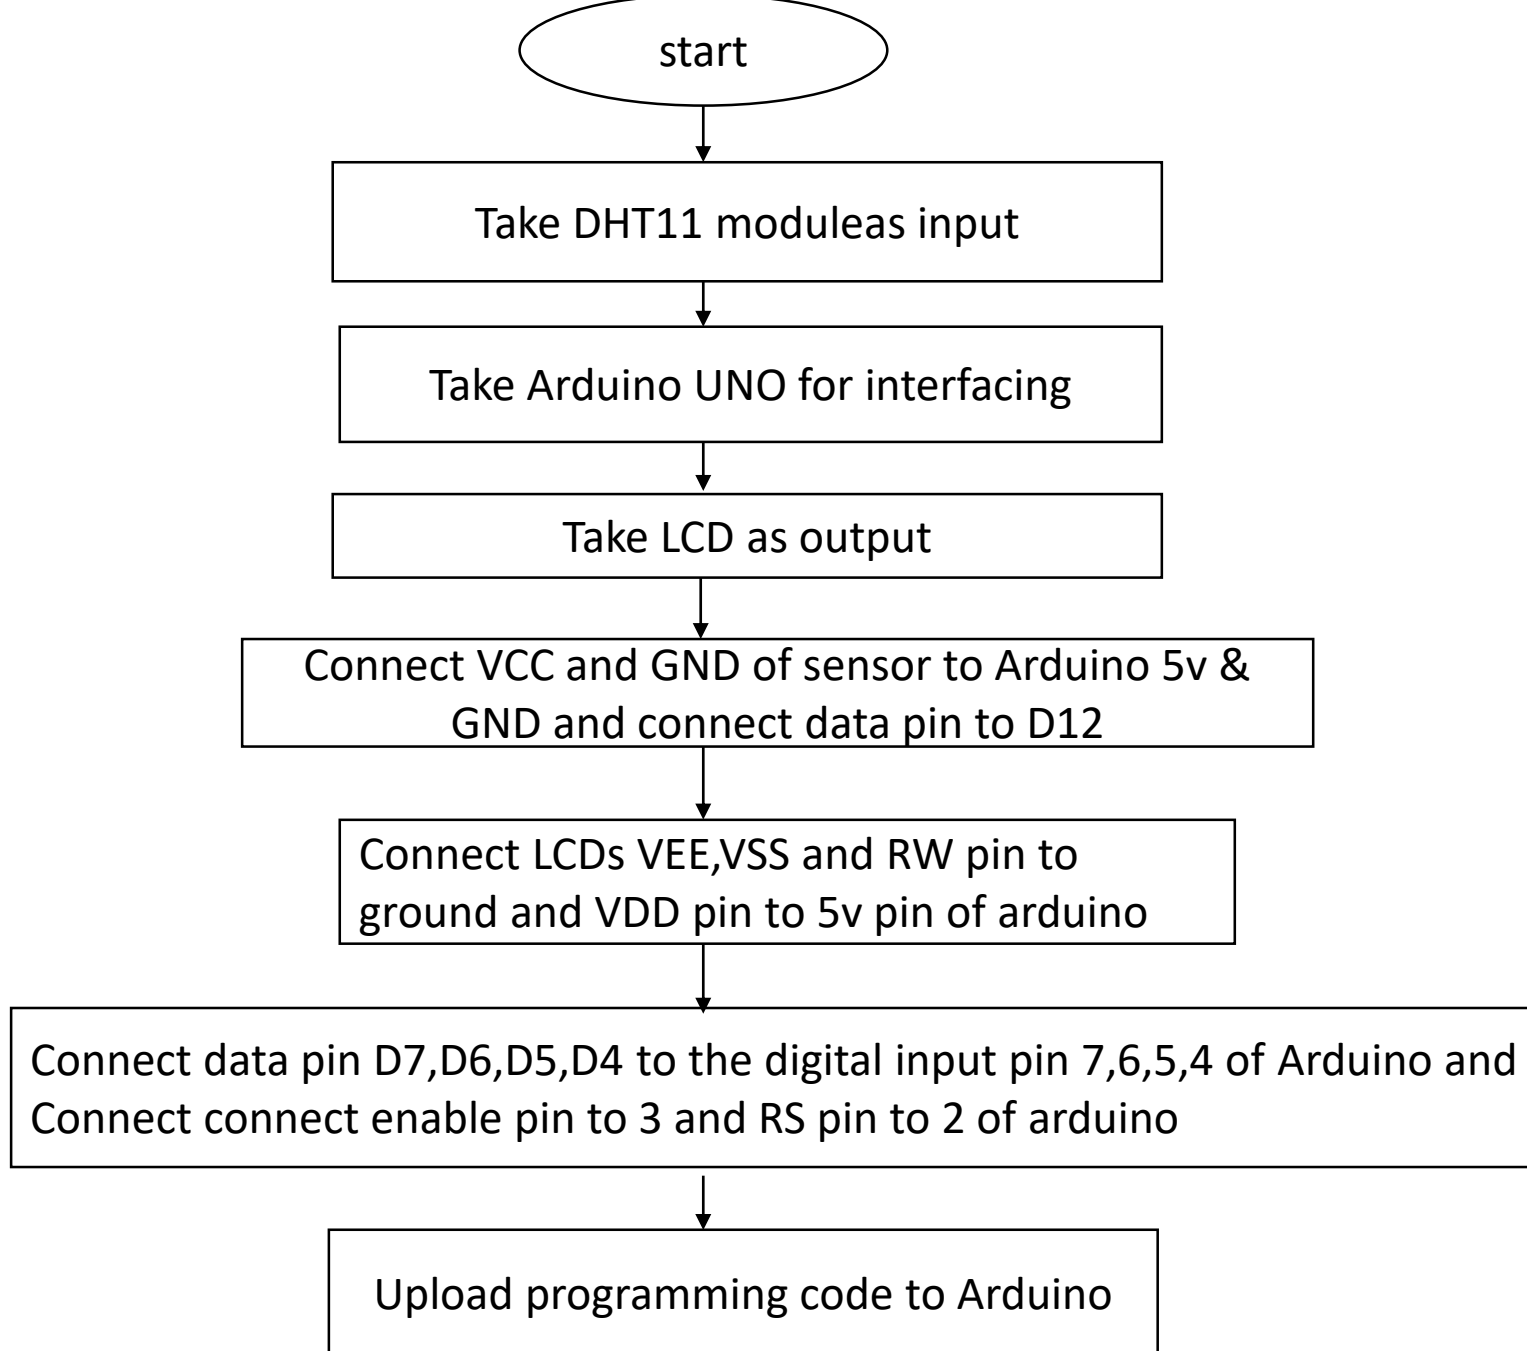 start
Take DHT11 moduleas input
Take Arduino UNO for interfacing
Take LCD as output
Connect VCC and GND of sensor to Arduino 5v &
GND and connect data pin to D12
Connect LCDs VEE,VSS and RW pin to
ground and VDD pin to 5v pin of arduino
Connect data pin D7,D6,D5,D4 to the digital input pin 7,6,5,4 of Arduino and
Connect connect enable pin to 3 and RS pin to 2 of arduino
Upload programming code to Arduino